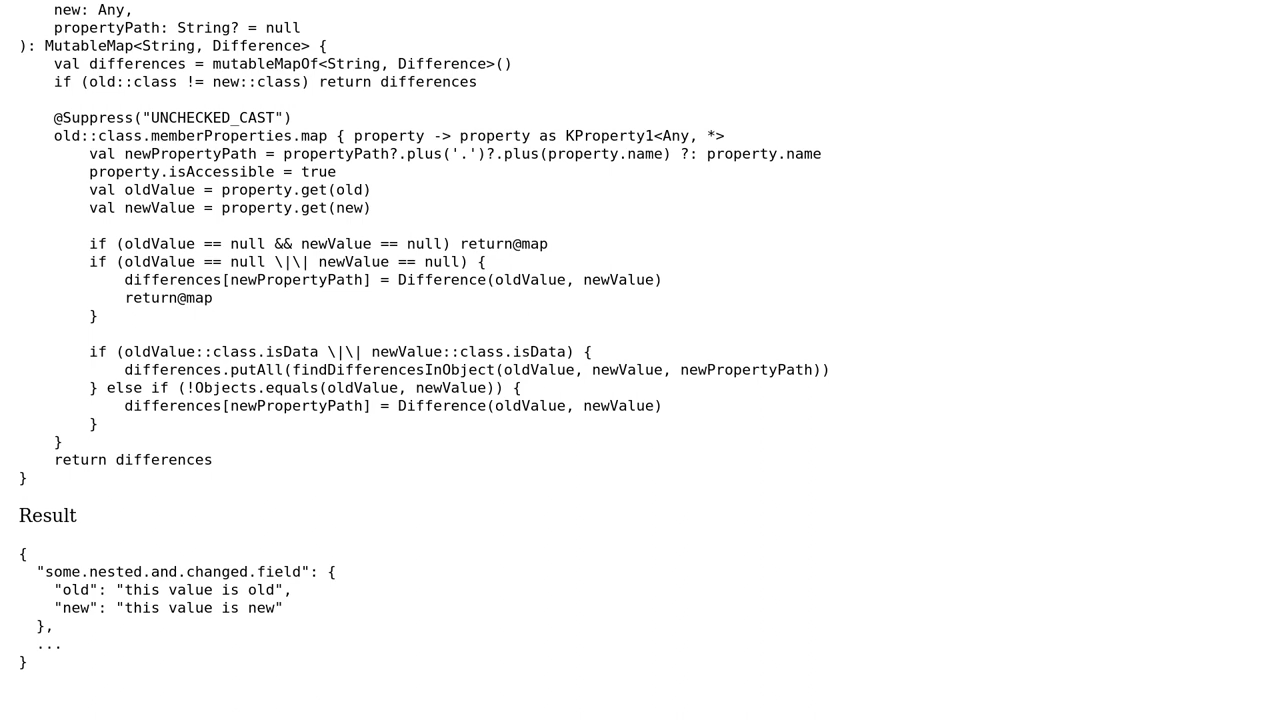 new: Any,
propertyPath: String? = null
): MutableMap<String, Difference> {
val differences = mutableMapOf<String, Difference>()
if (old::class != new::class) return differences
@Suppress("UNCHECKED_CAST")
old::class.memberProperties.map { property -> property as KProperty1<Any, *>
val newPropertyPath = propertyPath?.plus('.')?.plus(property.name) ?: property.name
property.isAccessible = true
val oldValue = property.get(old)
val newValue = property.get(new)
if (oldValue == null && newValue == null) return@map
if (oldValue == null \|\| newValue == null) {
differences[newPropertyPath] = Difference(oldValue, newValue)
return@map
}
if (oldValue::class.isData \|\| newValue::class.isData) {
differences.putAll(findDifferencesInObject(oldValue, newValue, newPropertyPath))
} else if (!Objects.equals(oldValue, newValue)) {
differences[newPropertyPath] = Difference(oldValue, newValue)
}
}
return differences
}
Result
{
"some.nested.and.changed.field": {
"old": "this value is old",
"new": "this value is new"
},
...
}